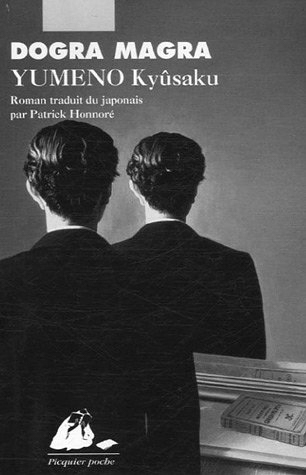 DOGRA MAGRA
YUMENO Kyûsaku
Roman traduit du japonais
par Patrick Honnoré
Picquier poche